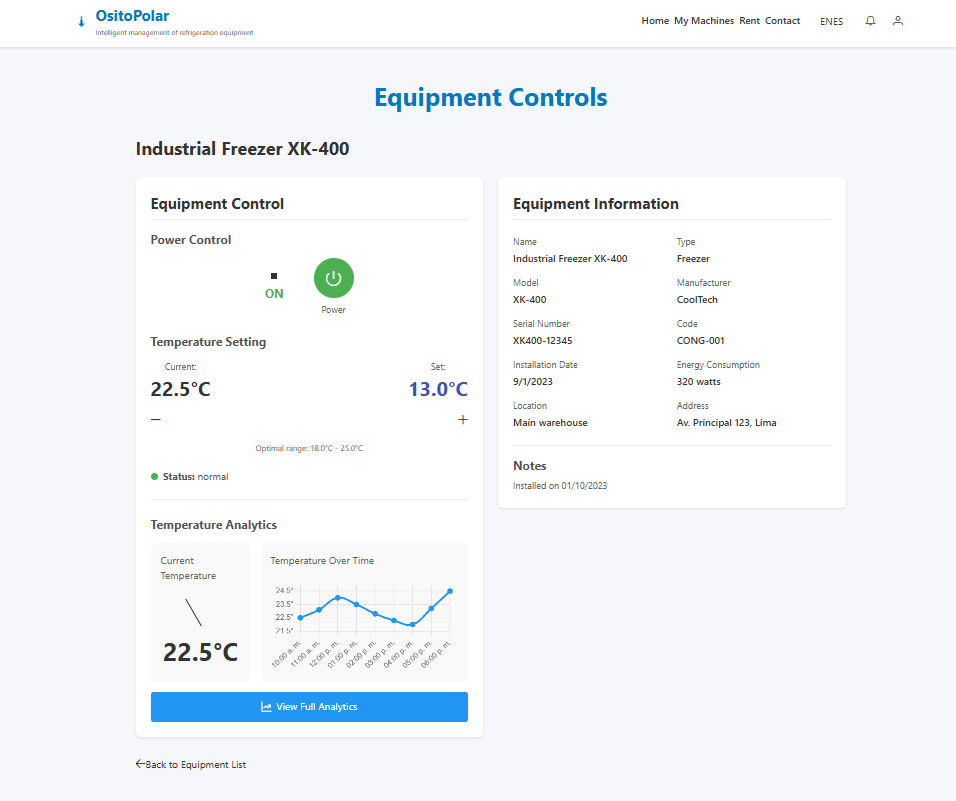 OsitoPolar
Intelligent management of refrigeration equipment
Home My Machines Rent Contact ENES
Equipment Controls
Industrial Freezer XK-400
Equipment Control
Power Control
ON
Power
Temperature Setting
Current:
22.5°C
Set:
13.0°C
Optimal range: 18.0°C - 25.0°C
Status: normal
Temperature Analytics
Current
Temperature
22.5°C
Temperature Over Time
24.5°
23.5°
22.5°
21.5°
10:00 a. m.
11:00 a. m.
12:00 p. m.
01:00 p. m.
02:00 p. m.
03:00 p. m.
04:00 p. m.
05:00 p. m.
06:00 p. m.
View Full Analytics
Equipment Information
Name
Industrial Freezer XK-400
Type
Freezer
Model
XK-400
Manufacturer
CoolTech
Serial Number
XK400-12345
Code
CONG-001
Installation Date
9/1/2023
Energy Consumption
320 watts
Location
Main warehouse
Address
Av. Principal 123, Lima
Notes
Installed on 01/10/2023
Back to Equipment List